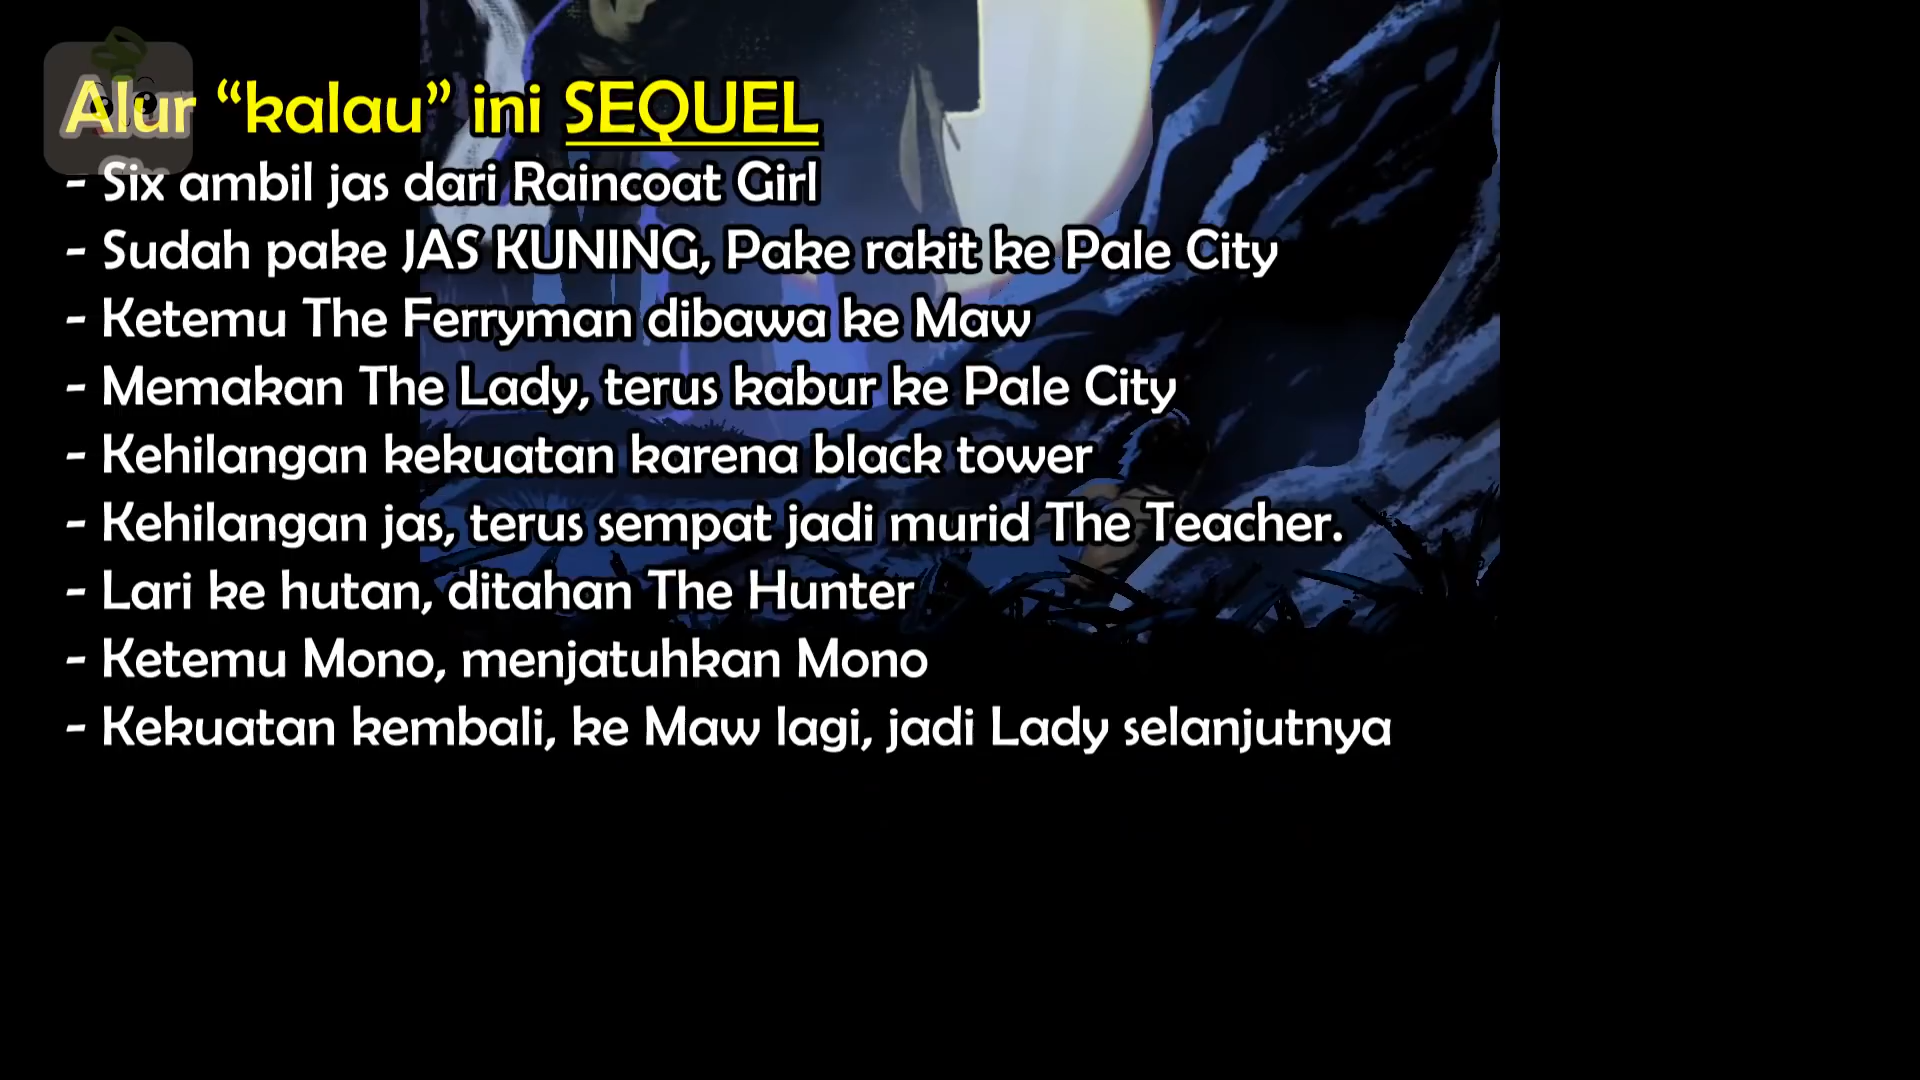 Alur “kalau” ini SEQUEL
- Six ambil jas dari Raincoat Girl
- Sudah pake JAS KUNING, Pake rakit ke Pale City
- Ketemu The Ferryman dibawa ke Maw
- Memakan The Lady, terus kabur ke Pale City
- Kehilangan kekuatan karena black tower
- Kehilangan jas, terus sempat jadi murid The Teacher.
- Lari ke hutan, ditahan The Hunter
- Ketemu Mono, menjatuhkan Mono
- Kekuatan kembali, ke Maw lagi, jadi Lady selanjutnya